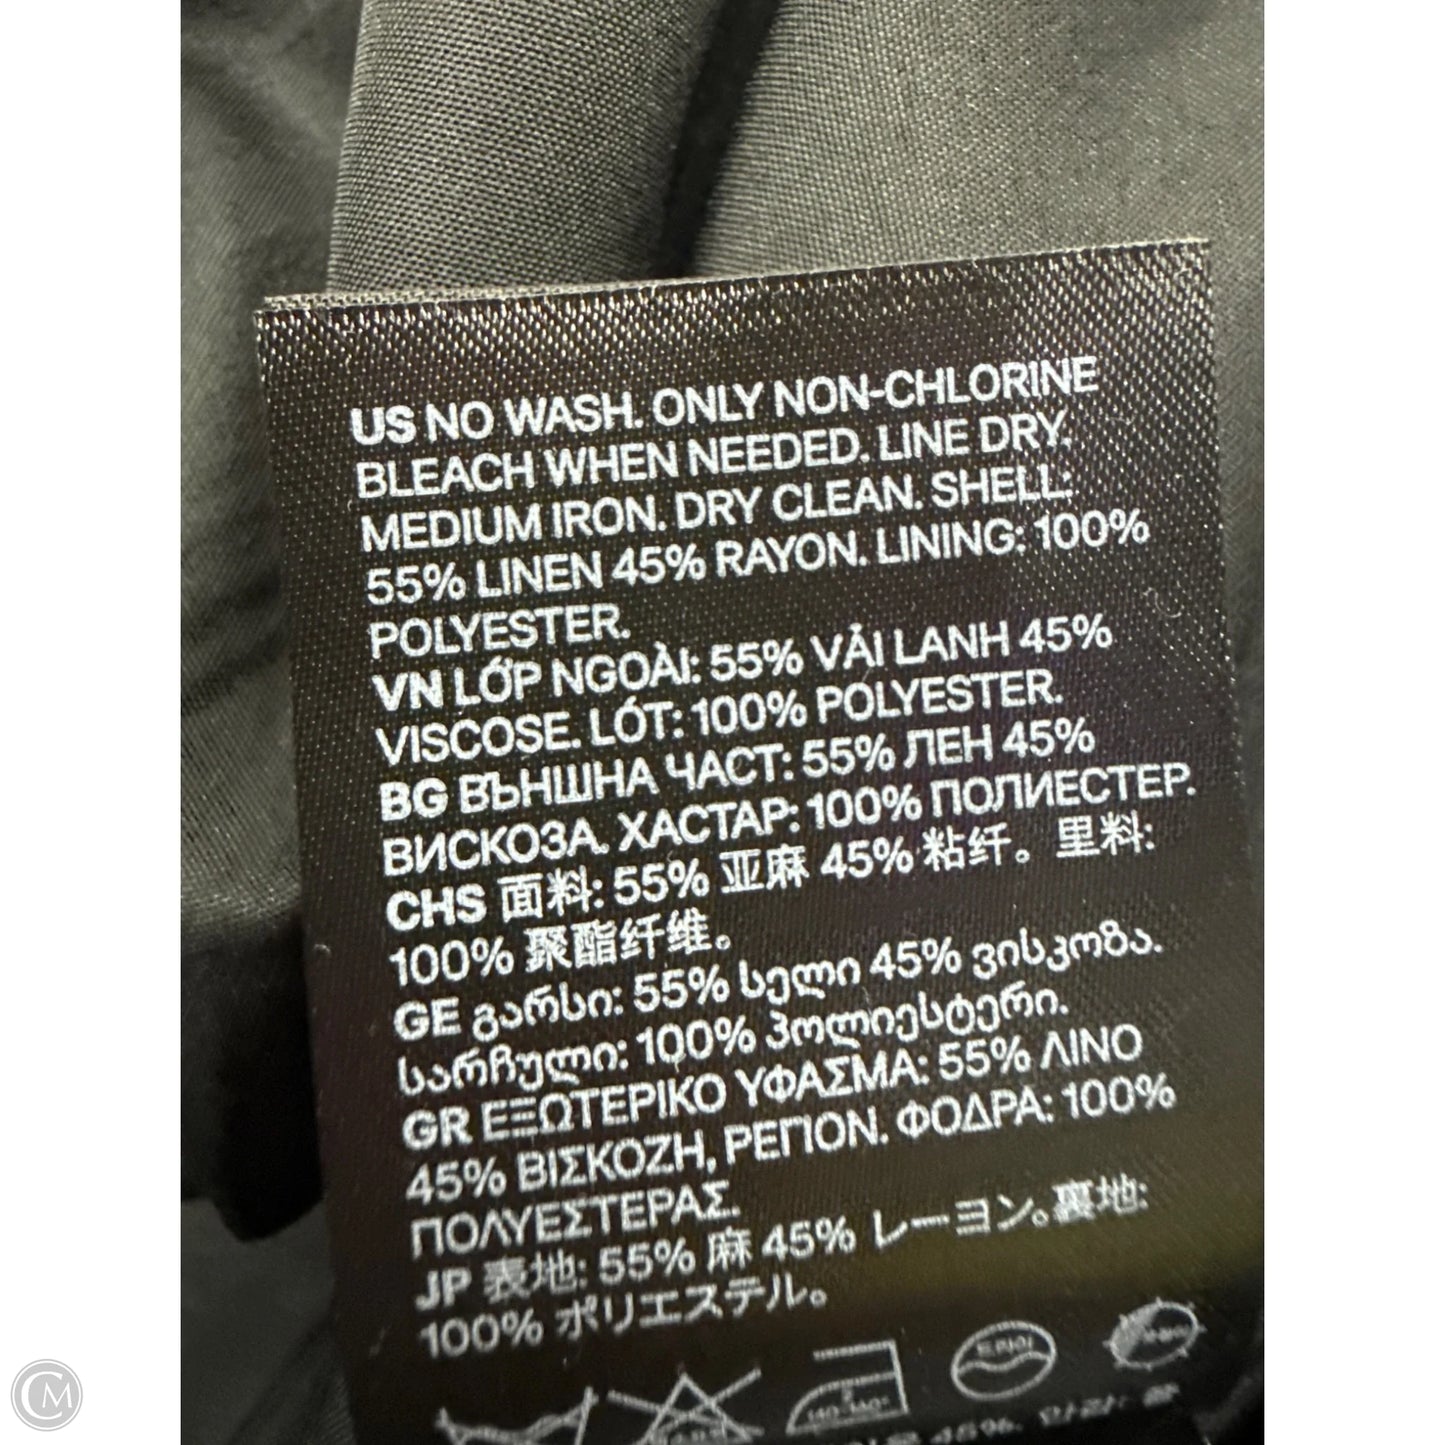 US NO WASH. ONLY NON-CHLORINE
BLEACH WHEN NEEDED. LINE DRY.
MEDIUM IRON. DRY CLEAN. SHELL:
55% LINEN 45% RAYON. LINING: 100%
POLYESTER.
VN LỚP NGOÀI: 55% VẢI LANH 45%
VISCOSE. LÓT: 100% POLYESTER.
BG ВЪНШНА ЧАСТ: 55% ЛЕН 45%
ВИСКОЗА. ХАСТАР: 100% ПОЛИЕСТЕР.
CHS 面料: 55% 亚麻 45% 粘纤。里料:
100% 聚酯纤维。
GE გარსი: 55% სელი 45% ვისკოზა.
სარჩული: 100% პოლიესტერი.
GR ΕΞΩΤΕΡΙΚΟ ΥΦΑΣΜΑ: 55% ΛΙΝΟ
45% ΒΙΣΚΟΖΗ, ΡΕΓΙΟΝ. ΦΟΔΡΑ: 100%
ΠΟΛΥΕΣΤΕΡΑΣ.
JP 表地: 55% 麻 45% レーヨン。裏地:
100% ポリエステル。
45%.
CM